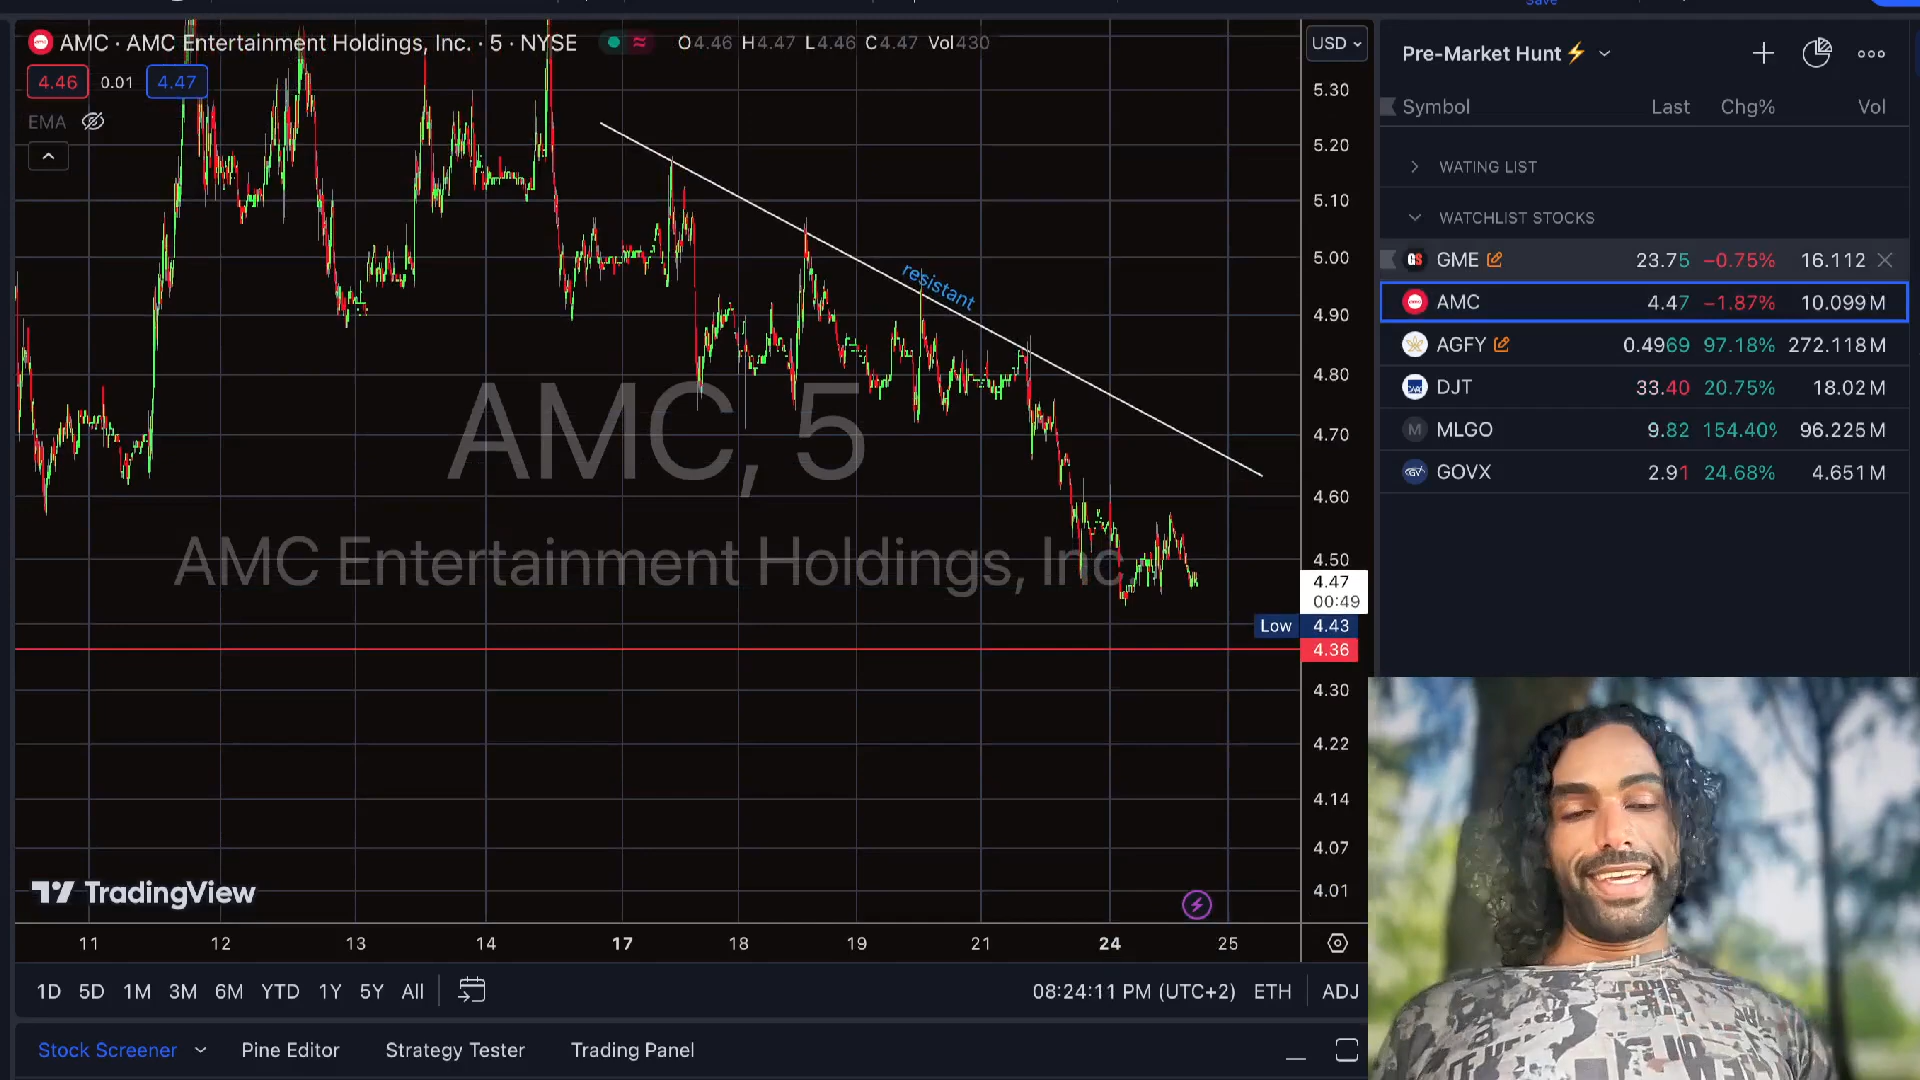 Save
AMC · AMC Entertainment Holdings, Inc. · 5 · NYSE
O4.46 H4.47 L4.46 C4.47 Vol430
4.46 0.01 4.47
EMA
USD
5.30
5.20
5.10
5.00
4.90
4.80
4.70
4.60
4.50
4.47
00:49
Low 4.43
4.36
4.30
4.22
4.14
4.07
4.01
resistant
AMC, 5
AMC Entertainment Holdings, Inc.
TradingView
11 12 13 14 17 18 19 21 24 25
1D 5D 1M 3M 6M YTD 1Y 5Y All
08:24:11 PM (UTC+2) ETH ADJ
Stock Screener Pine Editor Strategy Tester Trading Panel
Pre-Market Hunt⚡
Symbol Last Chg% Vol
WATING LIST
WATCHLIST STOCKS
GME 23.75 −0.75% 16.112
AMC 4.47 −1.87% 10.099M
AGFY 0.4969 97.18% 272.118M
DJT 33.40 20.75% 18.02M
MLGO 9.82 154.40% 96.225M
GOVX 2.91 24.68% 4.651M